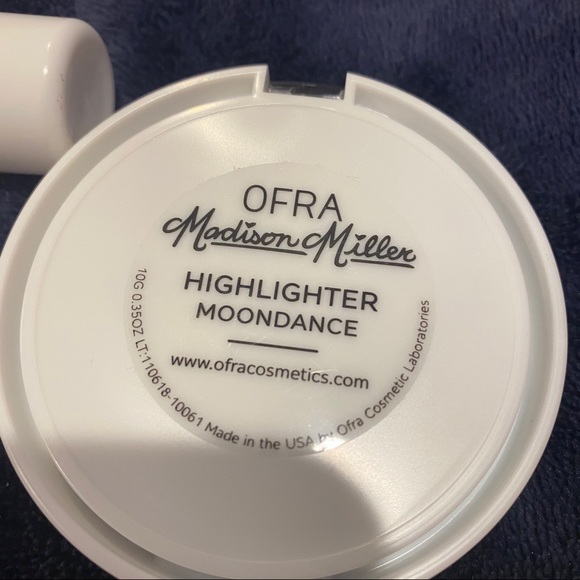 OFRA
Madison Miller
HIGHLIGHTER
MOONDANCE
www.ofracosmetics.com
10G 0.35OZ LT:110618-10061 Made in the USA by Ofra Cosmetic Laboratories